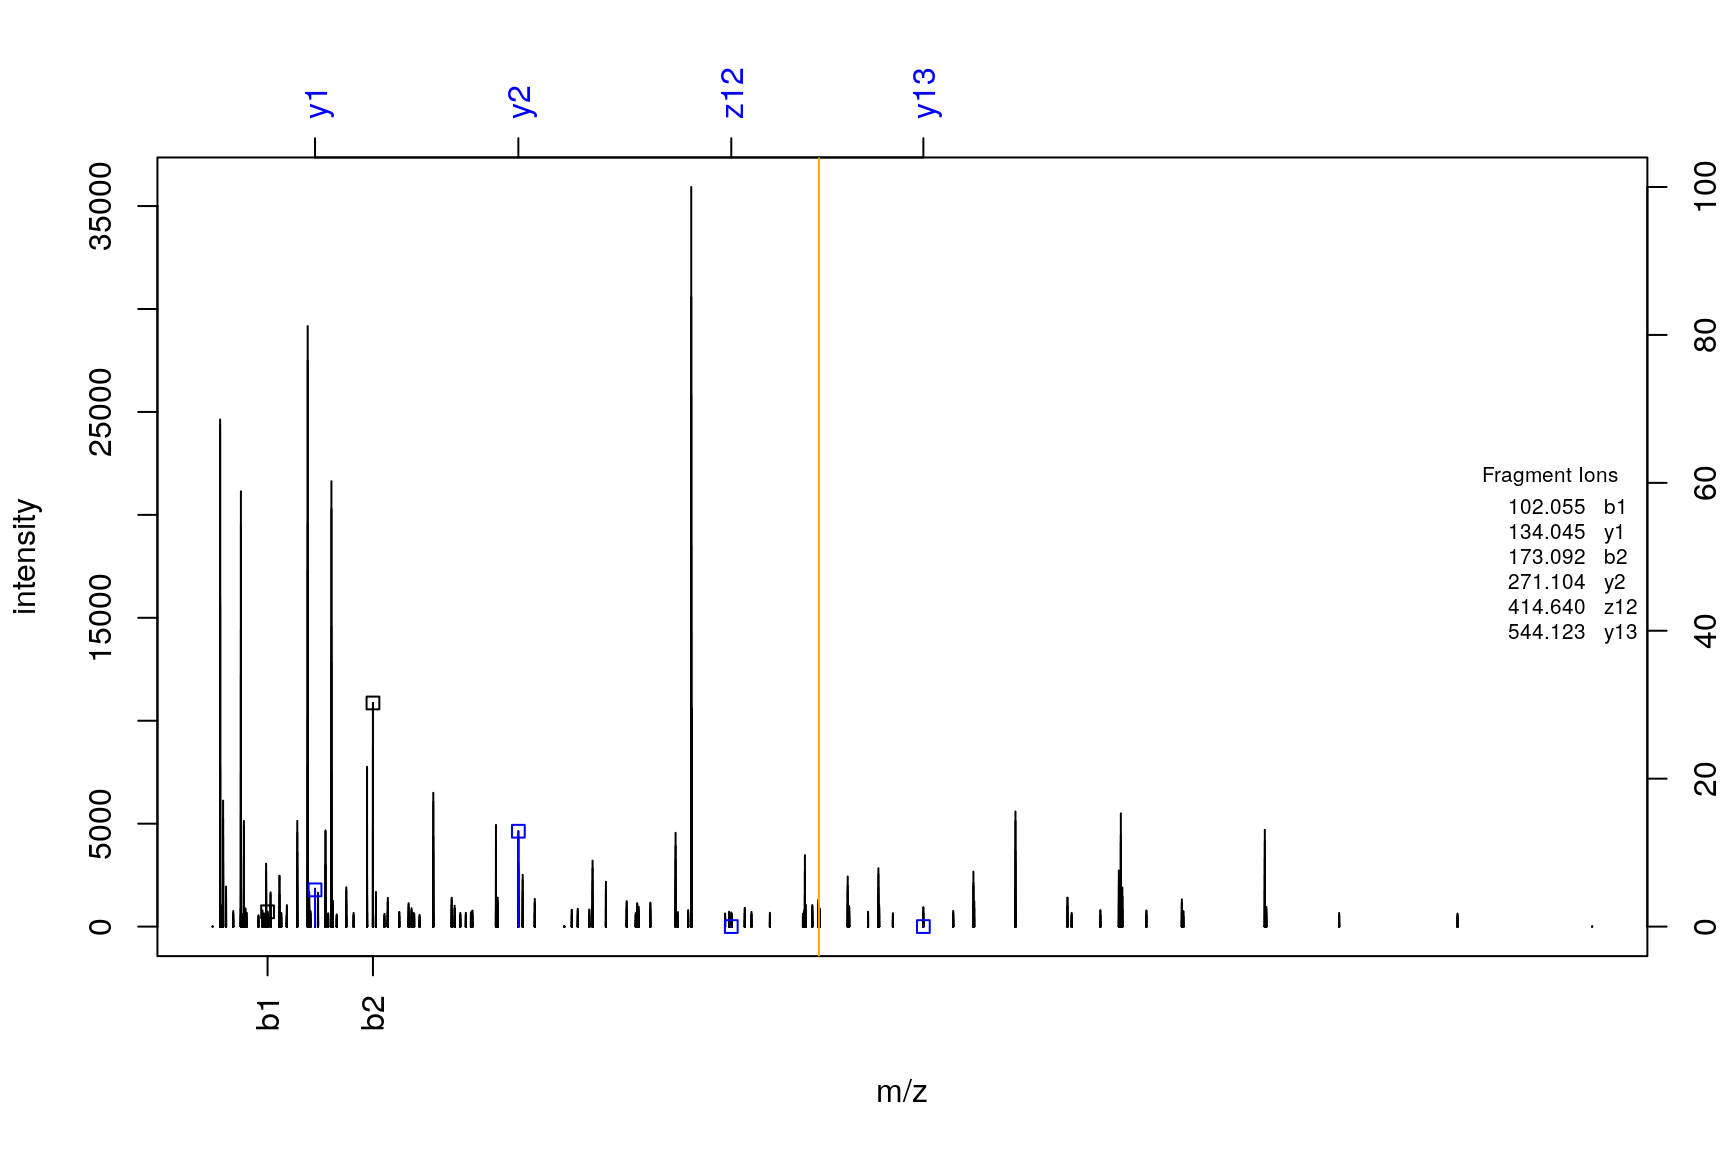 y1 y2 z12 y13
35000
25000
15000
5000
0
intensity
100
80
60
40
20
0
Fragment Ions
102.055 b1
134.045 y1
173.092 b2
271.104 y2
414.640 z12
544.123 y13
b1 b2
m/z